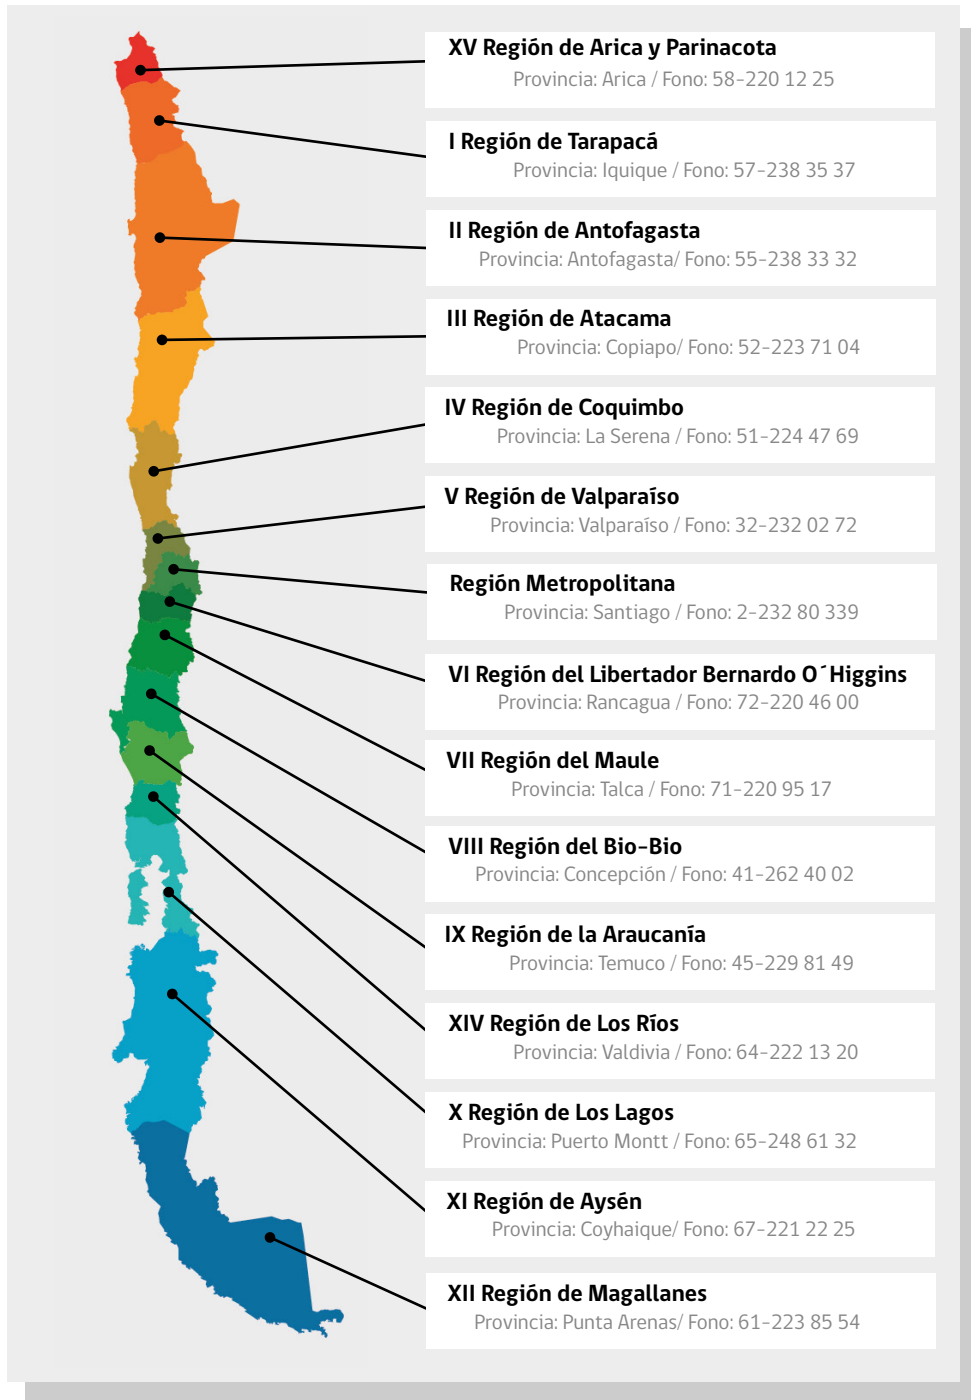 XV Región de Arica y Parinacota
Provincia: Arica / Fono: 58-220 12 25
I Región de Tarapacá
Provincia: Iquique / Fono: 57-238 35 37
II Región de Antofagasta
Provincia: Antofagasta/ Fono: 55-238 33 32
III Región de Atacama
Provincia: Copiapo/ Fono: 52-223 71 04
IV Región de Coquimbo
Provincia: La Serena / Fono: 51-224 47 69
V Región de Valparaíso
Provincia: Valparaíso / Fono: 32-232 02 72
Región Metropolitana
Provincia: Santiago / Fono: 2-232 80 339
VI Región del Libertador Bernardo O´Higgins
Provincia: Rancagua / Fono: 72-220 46 00
VII Región del Maule
Provincia: Talca / Fono: 71-220 95 17
VIII Región del Bio-Bio
Provincia: Concepción / Fono: 41-262 40 02
IX Región de la Araucanía
Provincia: Temuco / Fono: 45-229 81 49
XIV Región de Los Ríos
Provincia: Valdivia / Fono: 64-222 13 20
X Región de Los Lagos
Provincia: Puerto Montt / Fono: 65-248 61 32
XI Región de Aysén
Provincia: Coyhaique/ Fono: 67-221 22 25
XII Región de Magallanes
Provincia: Punta Arenas/ Fono: 61-223 85 54